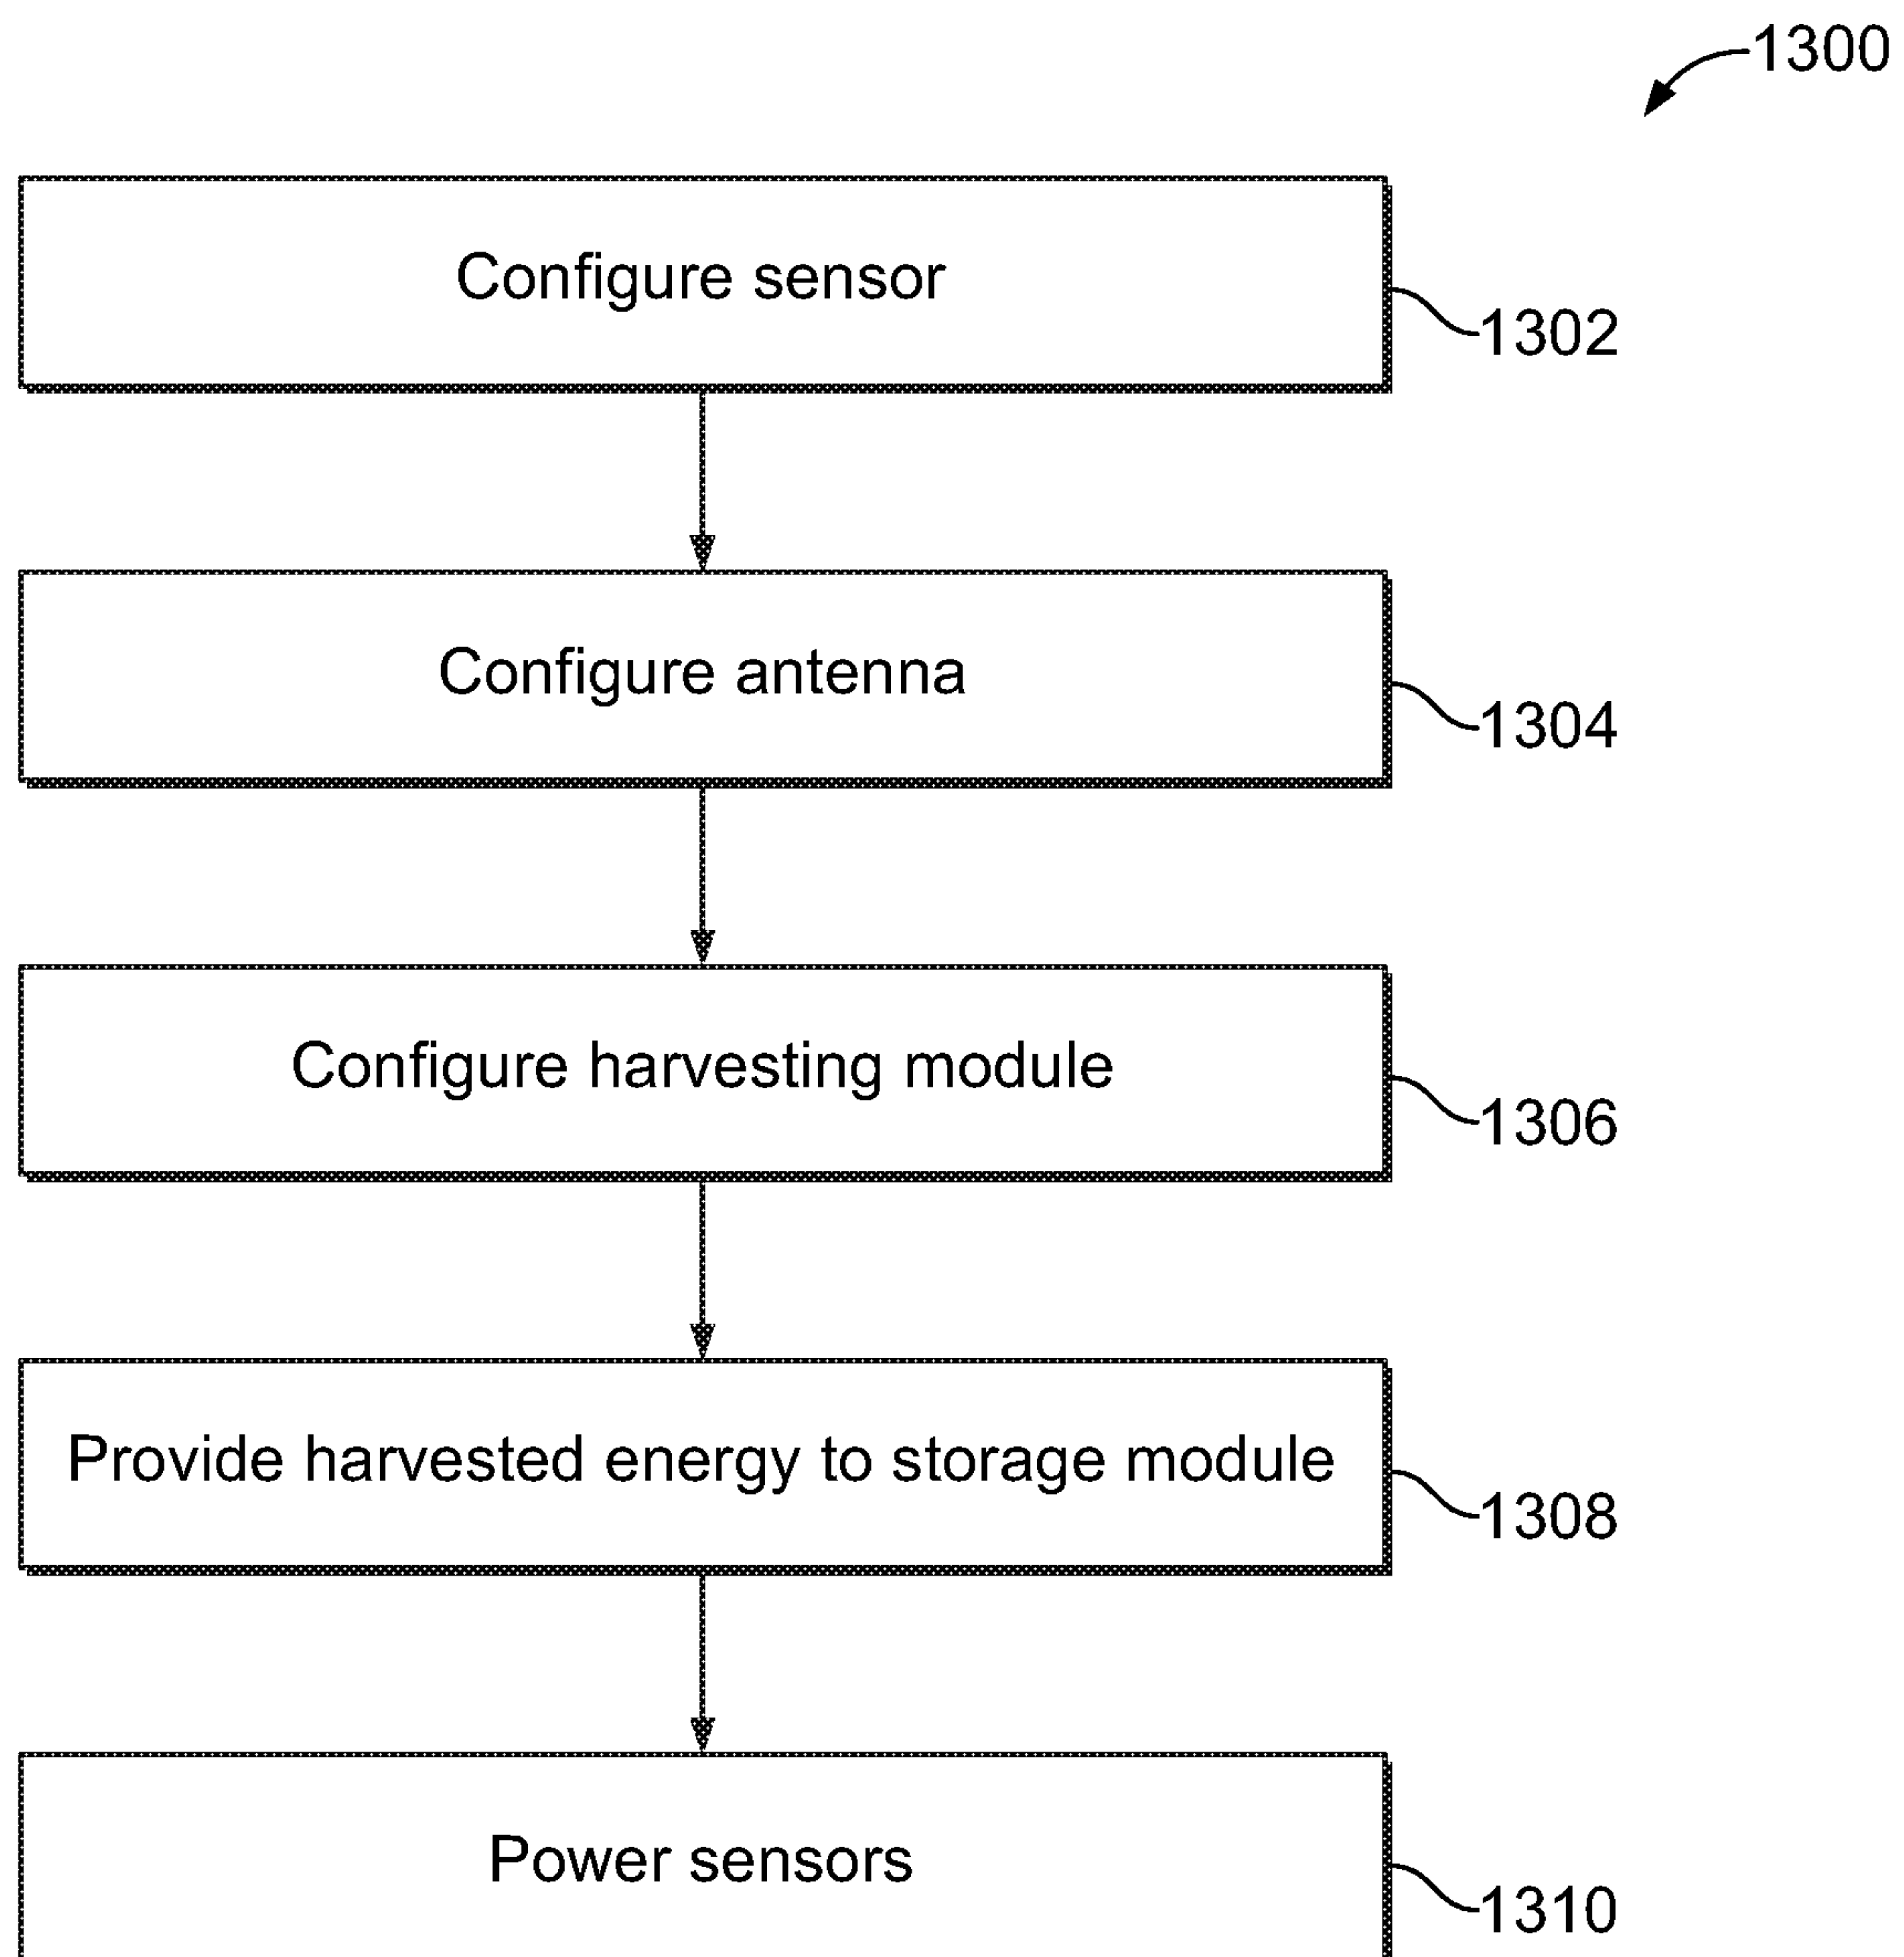 1300
Configure sensor
1302
Configure antenna
1304
Configure harvesting module
1306
Provide harvested energy to storage module
1308
Power sensors
1310